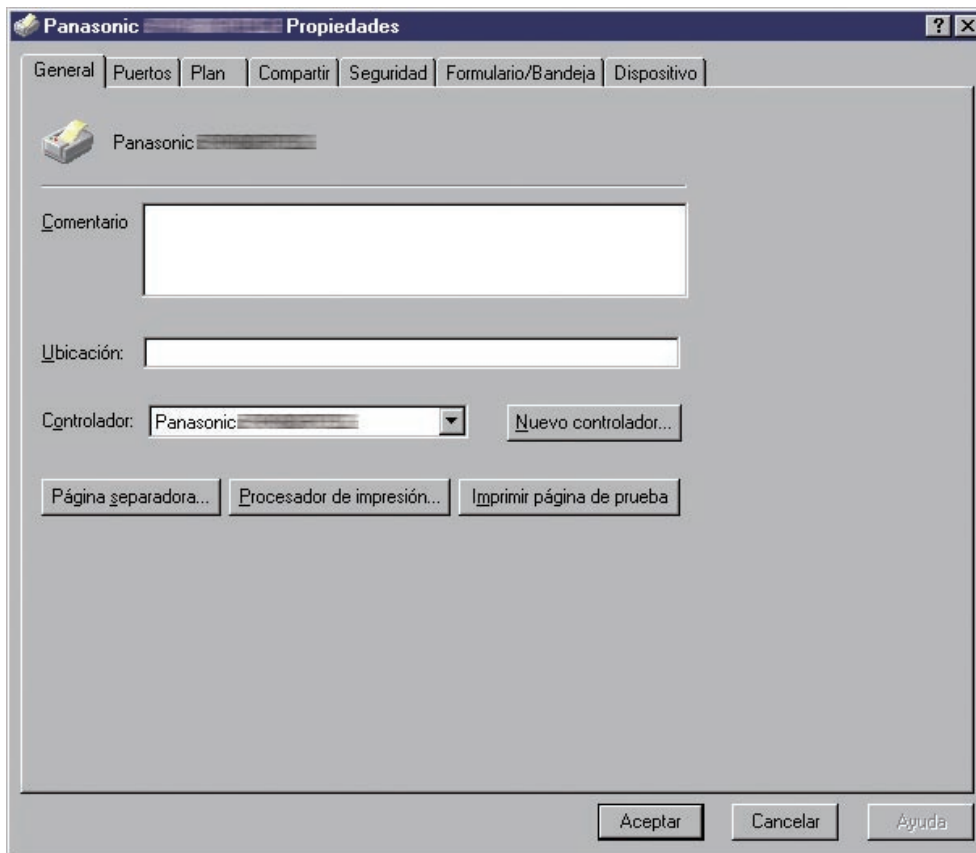 Panasonic Propiedades
General Puertos Plan Compartir Seguridad Formulario/Bandeja Dispositivo
Panasonic
Comentario
Ubicación:
Controlador: Panasonic Nuevo controlador...
Página separadora... Procesador de impresión... Imprimir página de prueba
Aceptar Cancelar Ayuda